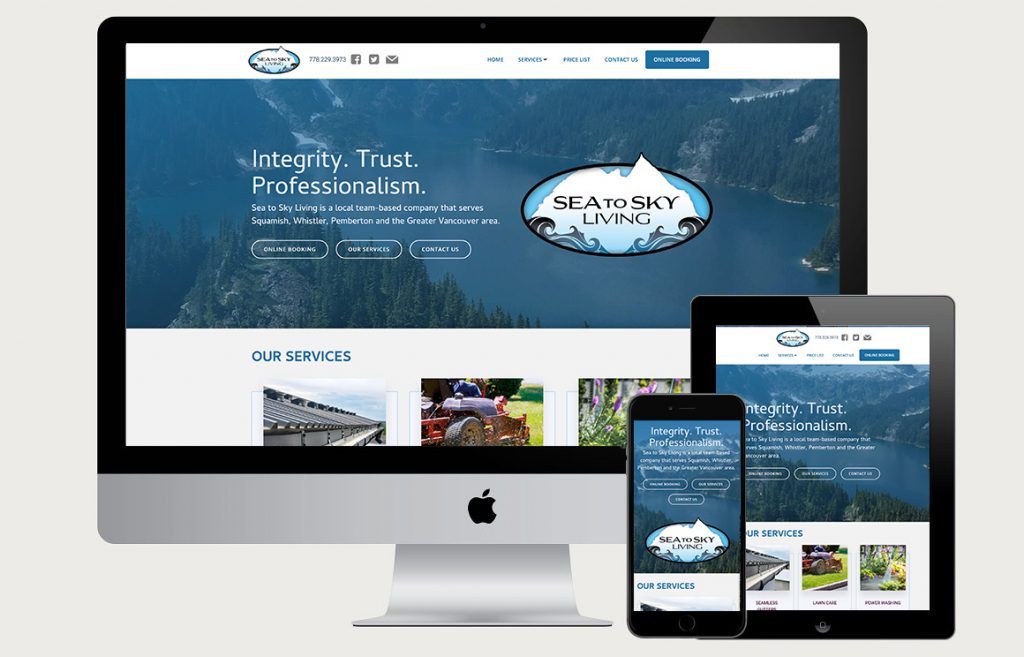 SEA TO SKY
LIVING
778.229.3973
HOME SERVICES PRICE LIST CONTACT US ONLINE BOOKING
Integrity. Trust.
Professionalism.
Sea to Sky Living is a local team-based company that serves
Squamish, Whistler, Pemberton and the Greater Vancouver area.
ONLINE BOOKING OUR SERVICES CONTACT US
SEA TO SKY
LIVING
OUR SERVICES
SEA TO SKY
LIVING
778.229.3973
HOME SERVICES PRICE LIST CONTACT US ONLINE BOOKING
ntegrity. Trust.
Professionalism.
ea to Sky Living is a local team-based company that
erves Squamish, Whistler, Pemberton and the Greater
ancouver area.
ONLINE BOOKING OUR SERVICES CONTACT US
UR SERVICES
SEAMLESS
GUTTERS
LAWN CARE
POWER WASHING
Integrity. Trust.
Professionalism.
Sea to Sky Living is a local team-based
company that serves Squamish, Whistler,
Pemberton and the Greater Vancouver area.
ONLINE BOOKING OUR SERVICES
CONTACT US
SEA TO SKY
LIVING
OUR SERVICES